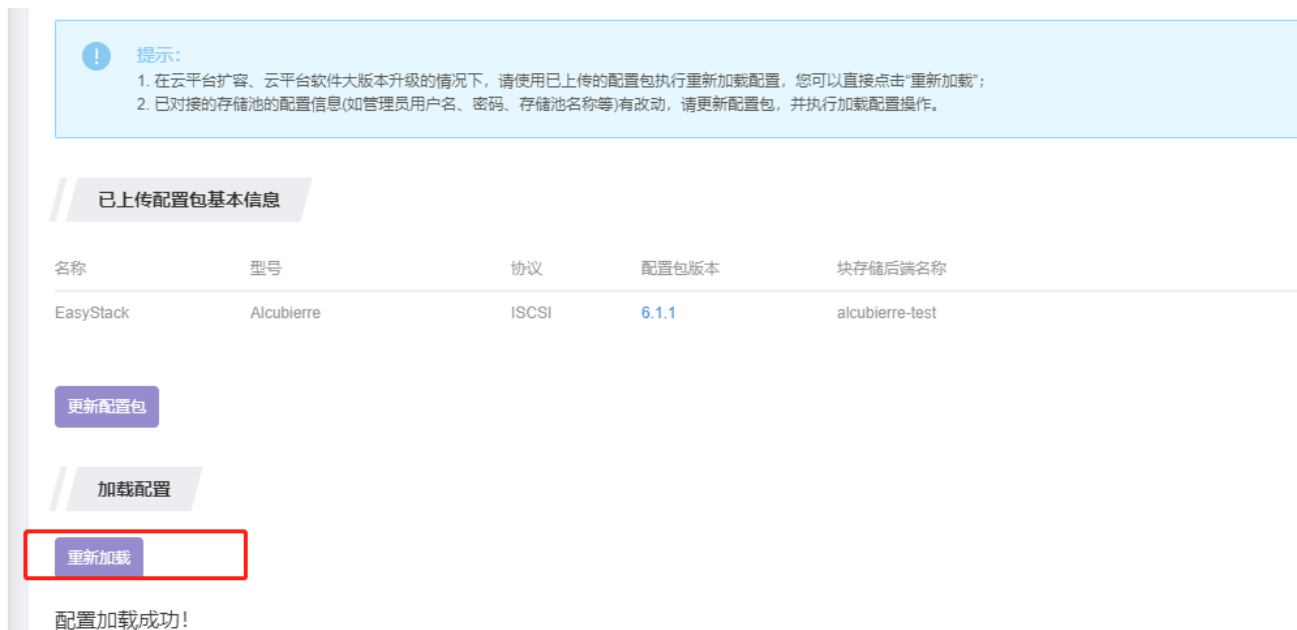 提示:
1. 在云平台扩容、云平台软件大版本升级的情况下，请使用已上传的配置包执行重新加载配置，您可以直接点击“重新加载”;
2. 已对接的存储池的配置信息(如管理员用户名、密码、存储池名称等)有改动，请更新配置包，并执行加载配置操作。
已上传配置包基本信息
名称 型号 协议 配置包版本 块存储后端名称
EasyStack Alcubierre ISCSI 6.1.1 alcubierre-test
更新配置包
加载配置
重新加载
配置加载成功!